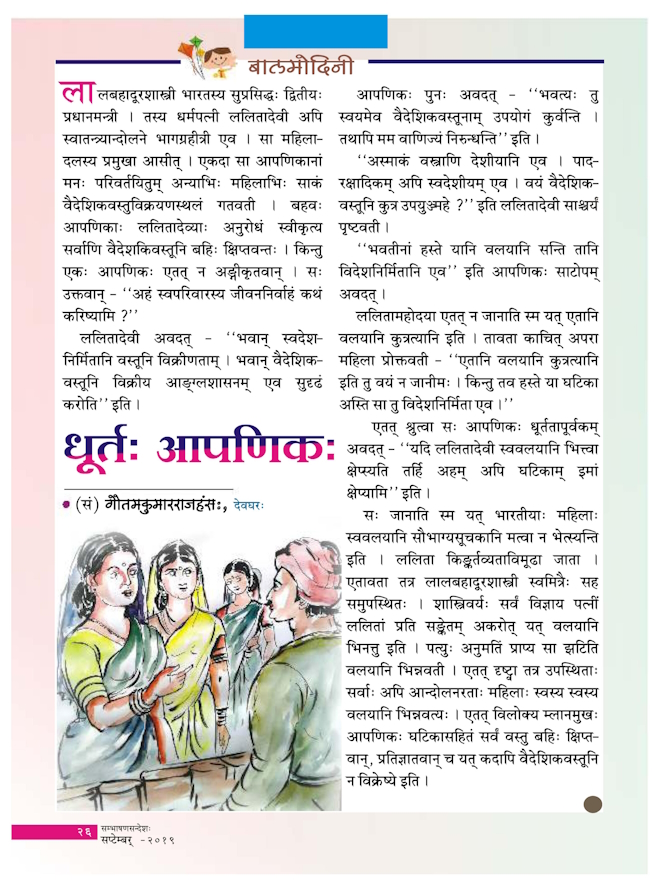 बालमोदिनी
लालबहादूरशास्त्री भारतस्य सुप्रसिद्धः द्वितीयः
प्रधानमन्त्री । तस्य धर्मपत्नी ललितादेवी अपि
स्वातन्त्र्यान्दोलने भागग्रहीत्री एव । सा महिला-
दलस्य प्रमुखा आसीत् । एकदा सा आपणिकानां
मनः परिवर्तयितुम् अन्याभिः महिलाभिः साकं
वैदेशिकवस्तुविक्रयणस्थलं गतवती । बहवः
आपणिकाः ललितादेव्याः अनुरोधं स्वीकृत्य
सर्वाणि वैदेशकिवस्तूनि बहिः क्षिप्तवन्तः । किन्तु
एकः आपणिकः एतत् न अङ्गीकृतवान् । सः
उक्तवान् - ‘‘अहं स्वपरिवारस्य जीवननिर्वाहं कथं
करिष्यामि ?’’
ललितादेवी अवदत् - ‘‘भवान् स्वदेश-
निर्मितानि वस्तूनि विक्रीणताम् । भवान् वैदेशिक-
वस्तूनि विक्रीय आङ्ग्लशासनम् एव सुदृढं
करोति’’ इति ।
धूर्तः आपणिकः
• (सं) गौतमकुमारराजहंसः, देवघरः
आपणिकः पुनः अवदत् - ‘‘भवत्यः तु
स्वयमेव वैदेशिकवस्तूनाम् उपयोगं कुर्वन्ति ।
तथापि मम वाणिज्यं निरुन्धन्ति’’ इति ।
‘‘अस्माकं वस्त्राणि देशीयानि एव । पाद-
रक्षादिकम् अपि स्वदेशीयम् एव । वयं वैदेशिक-
वस्तूनि कुत्र उपयुञ्ज्महे ?’’ इति ललितादेवी साश्चर्यं
पृष्टवती ।
‘‘भवतीनां हस्ते यानि वलयानि सन्ति तानि
विदेशनिर्मितानि एव’’ इति आपणिकः साटोपम्
अवदत् ।
ललितामहोदया एतत् न जानाति स्म यत् एतानि
वलयानि कुत्रत्यानि इति । तावता काचित् अपरा
महिला प्रोक्तवती - ‘‘एतानि वलयानि कुत्रत्यानि
इति तु वयं न जानीमः । किन्तु तव हस्ते या घटिका
अस्ति सा तु विदेशनिर्मिता एव ।’’
एतत् श्रुत्वा सः आपणिकः धूर्ततापूर्वकम्
अवदत् - ‘‘यदि ललितादेवी स्ववलयानि भित्त्वा
क्षेप्स्यति तर्हि अहम् अपि घटिकाम् इमां
क्षेप्यामि’’ इति ।
सः जानाति स्म यत् भारतीयाः महिलाः
स्ववलयानि सौभाग्यसूचकानि मत्वा न भेत्स्यन्ति
इति । ललिता किङ्कर्तव्यताविमूढा जाता ।
एतावता तत्र लालबहादूरशास्त्री स्वमित्रैः सह
समुपस्थितः । शास्त्रिवर्यः सर्वं विज्ञाय पत्नीं
ललितां प्रति सङ्केतम् अकरोत् यत् वलयानि
भिनत्तु इति । पत्युः अनुमतिं प्राप्य सा झटिति
वलयानि भिन्नवती । एतत् दृष्ट्वा तत्र उपस्थिताः
सर्वाः अपि आन्दोलनरताः महिलाः स्वस्य स्वस्य
वलयानि भिन्नवत्यः । एतत् विलोक्य म्लानमुखः
आपणिकः घटिकासहितं सर्वं वस्तु बहिः क्षिप्त-
वान्, प्रतिज्ञातवान् च यत् कदापि वैदेशिकवस्तूनि
न विक्रेष्ये इति ।
२६ सम्भाषणसन्देशः
सप्टेम्बर् -२०१९